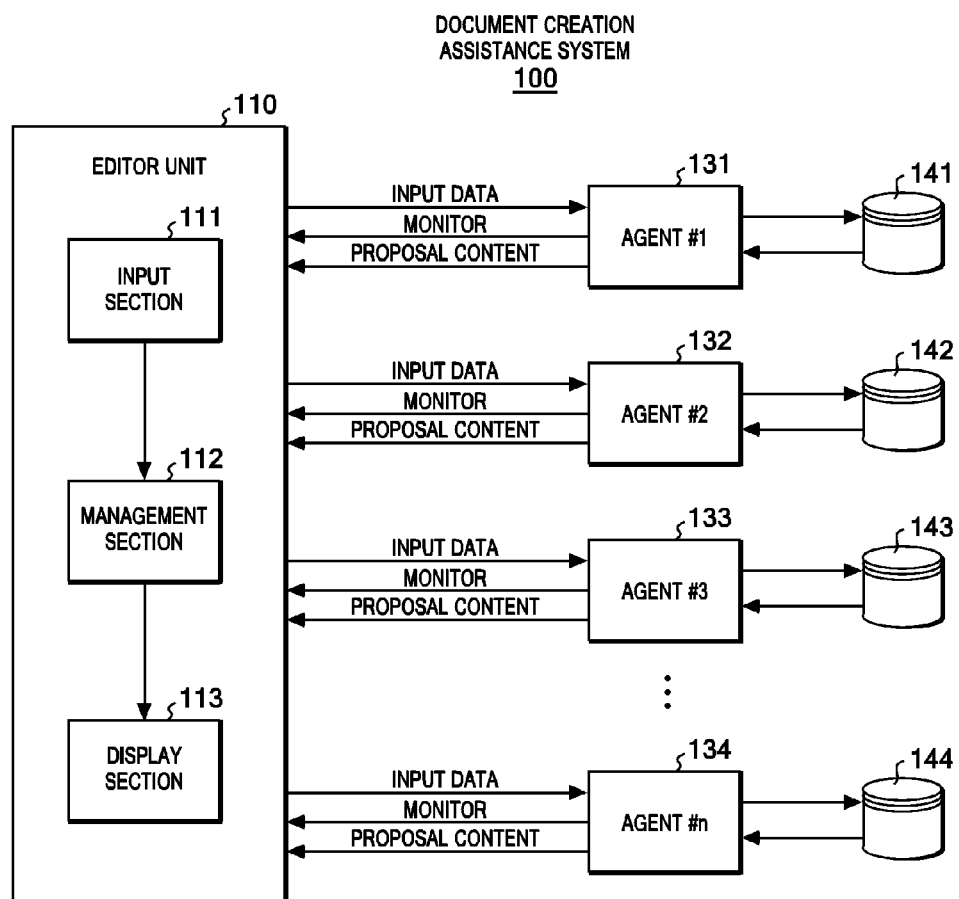 DOCUMENT CREATION
ASSISTANCE SYSTEM
100
110
EDITOR UNIT
111
INPUT
SECTION
112
MANAGEMENT
SECTION
113
DISPLAY
SECTION
INPUT DATA
MONITOR
PROPOSAL CONTENT
131
AGENT #1
141
INPUT DATA
MONITOR
PROPOSAL CONTENT
132
AGENT #2
142
INPUT DATA
MONITOR
PROPOSAL CONTENT
133
AGENT #3
143
INPUT DATA
MONITOR
PROPOSAL CONTENT
134
AGENT #n
144